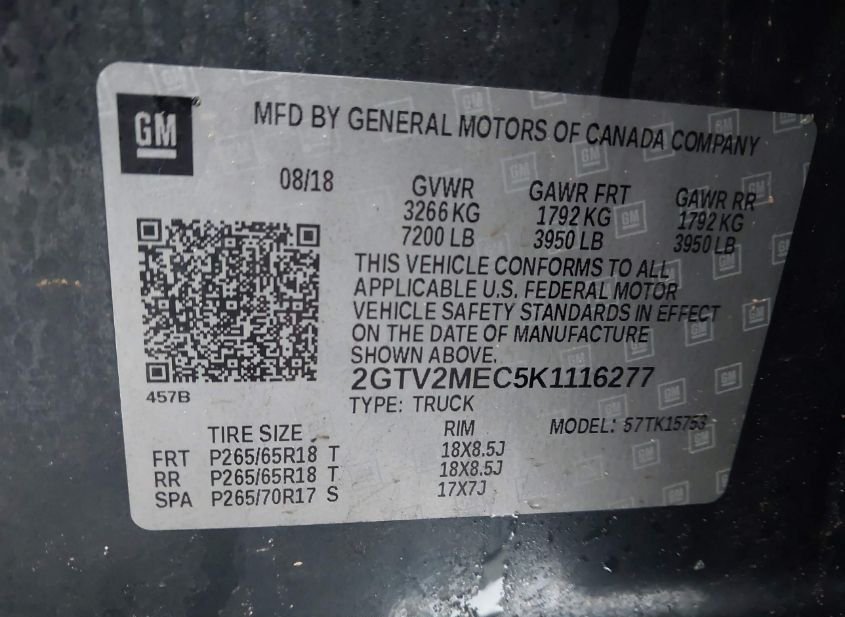 GM
MFD BY GENERAL MOTORS OF CANADA COMPANY
08/18 GVWR GAWR FRT GAWR RR
3266 KG 1792 KG 1792 KG
7200 LB 3950 LB 3950 LB
THIS VEHICLE CONFORMS TO ALL
APPLICABLE U.S. FEDERAL MOTOR
VEHICLE SAFETY STANDARDS IN EFFECT
ON THE DATE OF MANUFACTURE
SHOWN ABOVE.
2GTV2MEC5K1116277
457B
TYPE: TRUCK
MODEL: 57TK15753
TIRE SIZE RIM
FRT P265/65R18 T 18X8.5J
RR P265/65R18 T 18X8.5J
SPA P265/70R17 S 17X7J